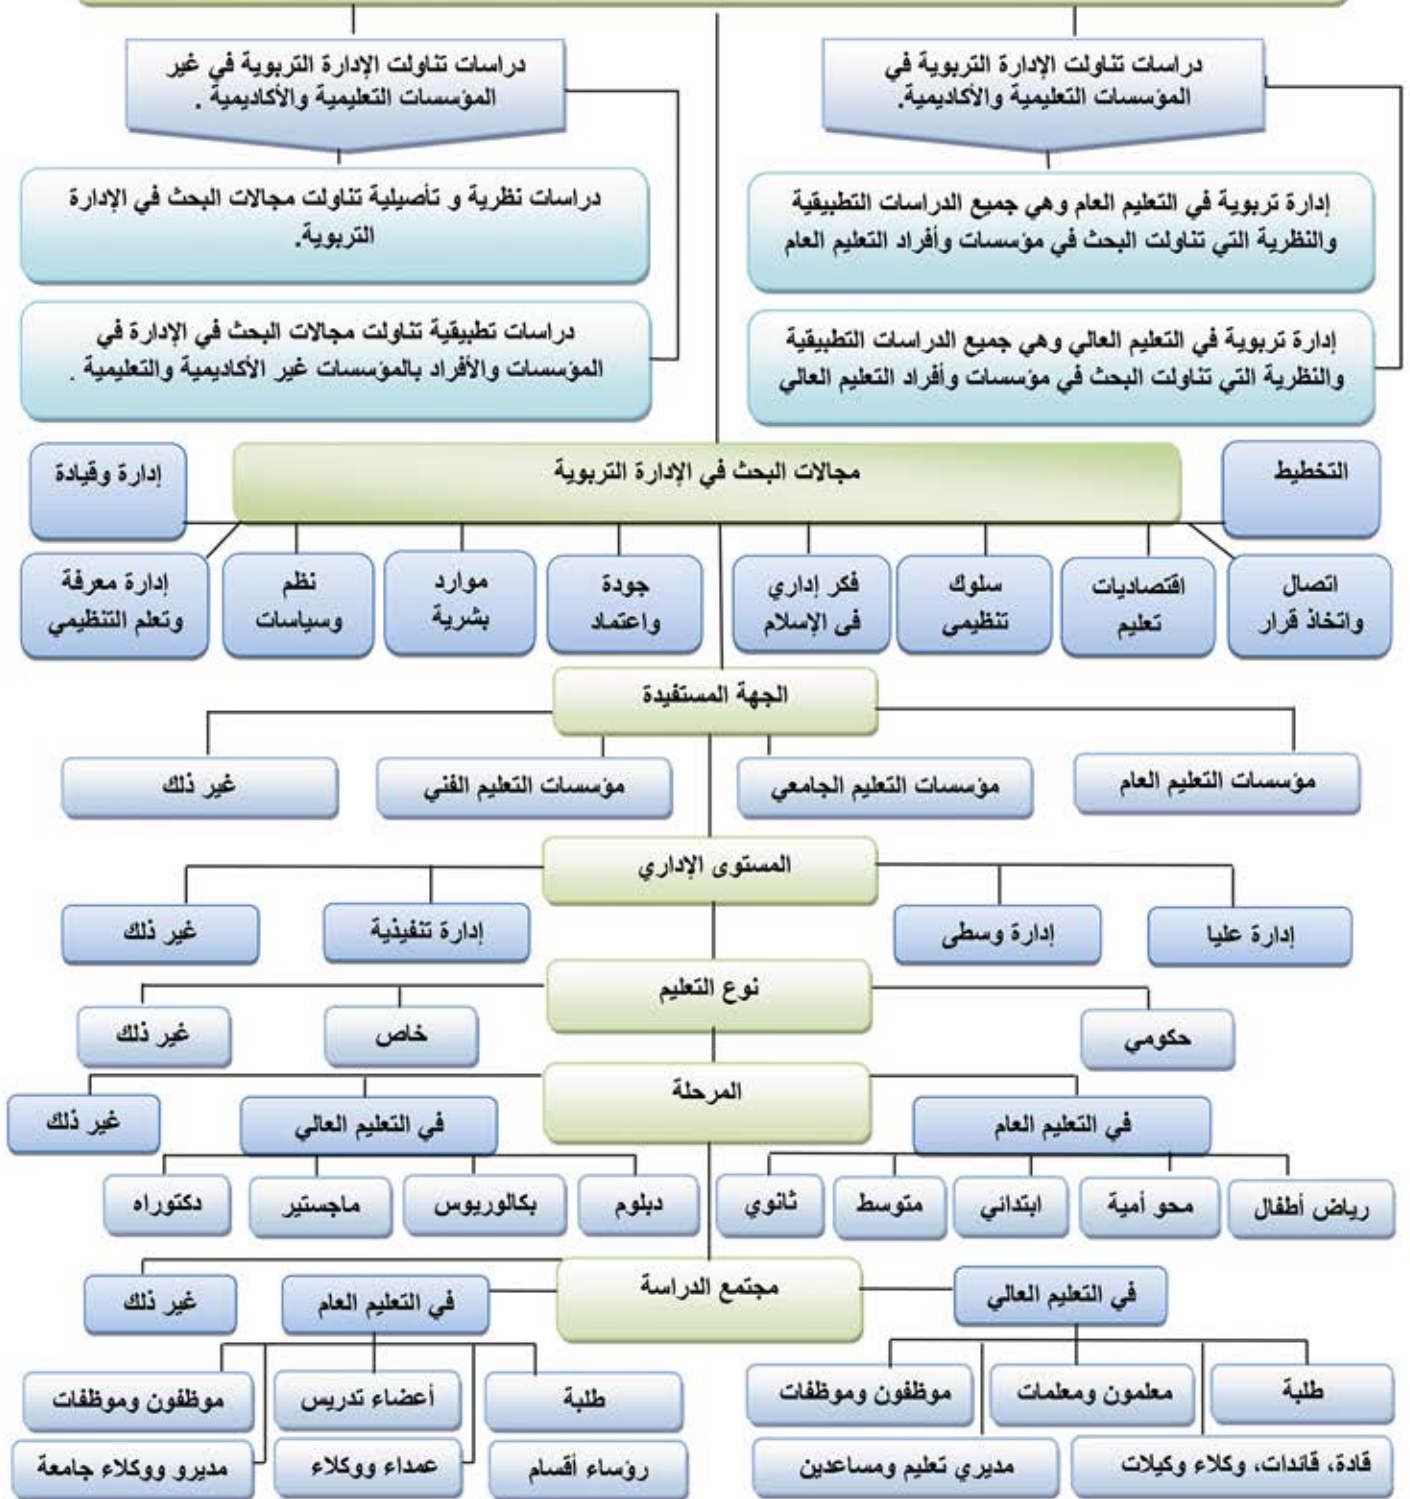 دراسات تناولت الإدارة التربوية في
المؤسسات التعليمية والأكاديمية.
دراسات تناولت الإدارة التربوية في غير
المؤسسات التعليمية والأكاديمية .
إدارة تربوية في التعليم العام وهي جميع الدراسات التطبيقية
والنظرية التي تناولت البحث في مؤسسات وأفراد التعليم العام
دراسات نظرية و تأصيلية تناولت مجالات البحث في الإدارة
التربوية.
إدارة تربوية في التعليم العالي وهي جميع الدراسات التطبيقية
والنظرية التي تناولت البحث في مؤسسات وأفراد التعليم العالي
دراسات تطبيقية تناولت مجالات البحث في الإدارة في
المؤسسات والأفراد بالمؤسسات غير الأكاديمية والتعليمية .
مجالات البحث في الإدارة التربوية
التخطيط
إدارة وقيادة
اتصال
واتخاذ قرار
اقتصاديات
تعليم
سلوك
تنظيمى
فكر إداري
فى الإسلام
جودة
واعتماد
موارد
بشرية
نظم
وسياسات
إدارة معرفة
وتعلم التنظيمي
الجهة المستفيدة
مؤسسات التعليم العام
مؤسسات التعليم الجامعي
مؤسسات التعليم الفني
غير ذلك
المستوى الإداري
إدارة عليا
إدارة وسطى
إدارة تنفيذية
غير ذلك
نوع التعليم
حكومي
خاص
غير ذلك
المرحلة
في التعليم العام
في التعليم العالي
غير ذلك
رياض أطفال
محو أمية
ابتدائي
متوسط
ثانوي
دبلوم
بكالوريوس
ماجستير
دكتوراه
مجتمع الدراسة
في التعليم العالي
في التعليم العام
غير ذلك
طلبة
معلمون ومعلمات
موظفون وموظفات
طلبة
أعضاء تدريس
موظفون وموظفات
قادة، قائدات، وكلاء وكيلات
مديري تعليم ومساعدين
رؤساء أقسام
عمداء ووكلاء
مديرو ووكلاء جامعة